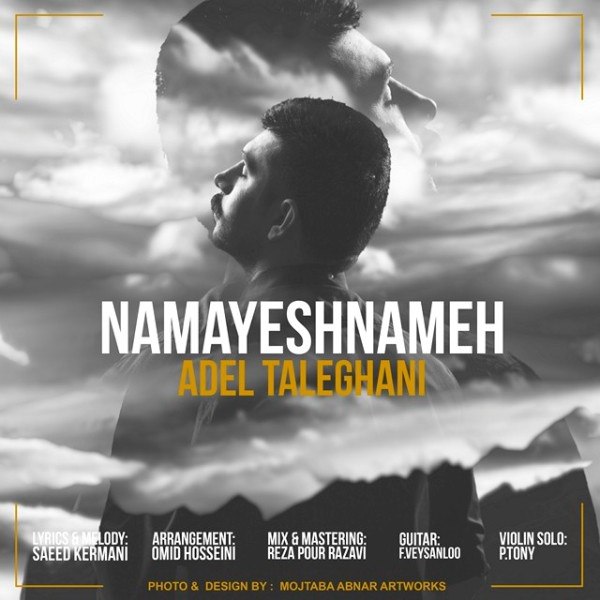 NAMAYESHNAMEH
ADEL TALEGHANI
LYRICS & MELODY:
SAEED KERMANI
ARRANGEMENT:
OMID HOSSEINI
MIX & MASTERING:
REZA POUR RAZAVI
GUITAR:
F.VEYSANLOO
VIOLIN SOLO:
P.TONY
PHOTO & DESIGN BY : MOJTABA ABNAR ARTWORKS